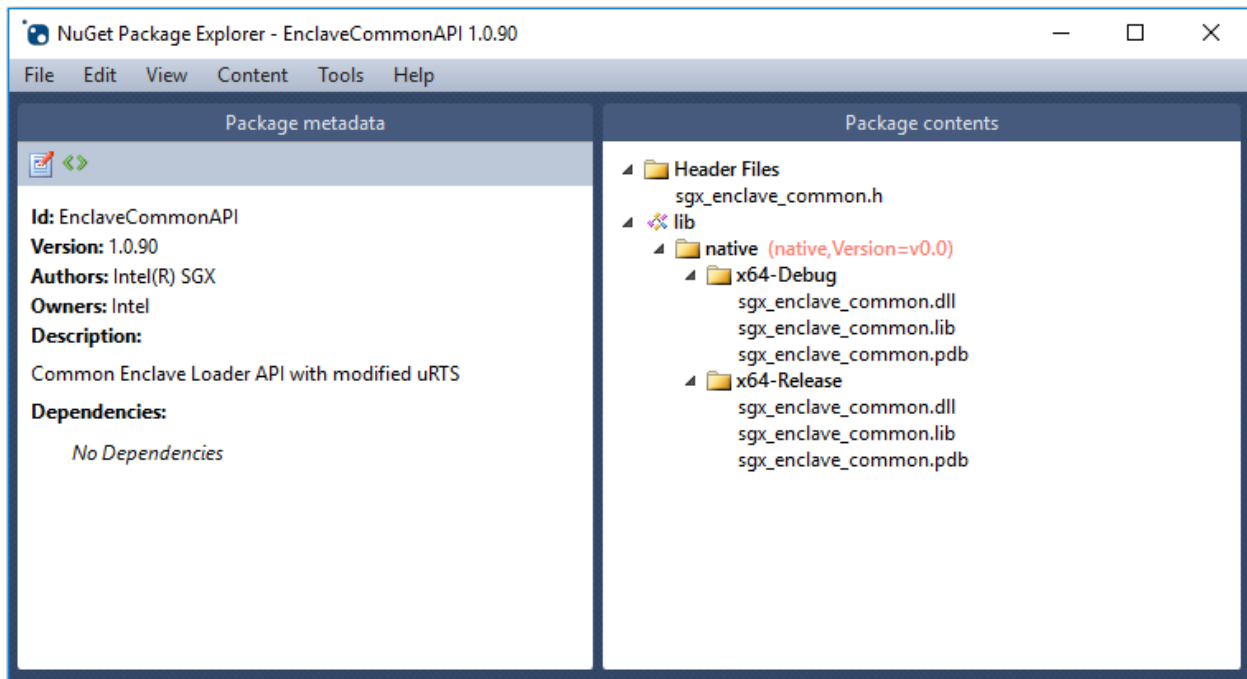 NuGet Package Explorer - EnclaveCommonAPI 1.0.90
File Edit View Content Tools Help
Package metadata
Id: EnclaveCommonAPI
Version: 1.0.90
Authors: Intel(R) SGX
Owners: Intel
Description:
Common Enclave Loader API with modified uRTS
Dependencies:
No Dependencies
Package contents
Header Files
sgx_enclave_common.h
lib
native (native,Version=v0.0)
x64-Debug
sgx_enclave_common.dll
sgx_enclave_common.lib
sgx_enclave_common.pdb
x64-Release
sgx_enclave_common.dll
sgx_enclave_common.lib
sgx_enclave_common.pdb